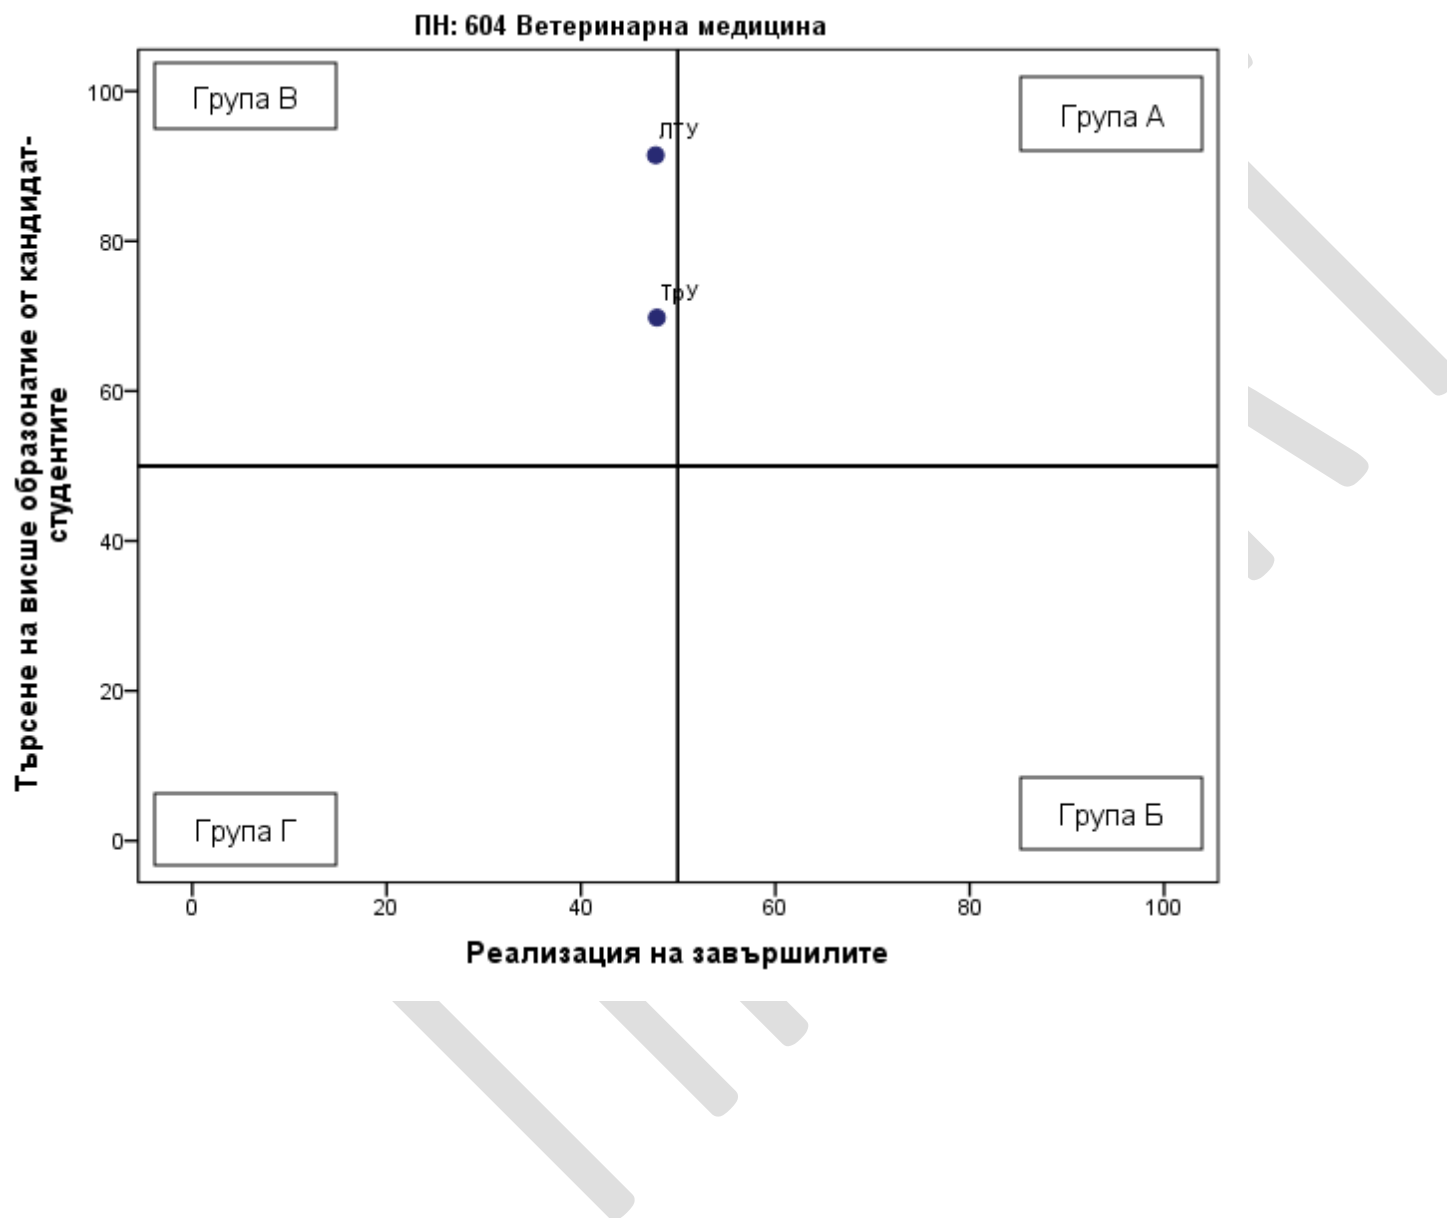 ПН: 604 Ветеринарна медицина
Група В
Група А
ЛТУ
ТрУ
Група Г
Група Б
100
80
60
40
20
0
0 20 40 60 80 100
Търсене на висше образонатие от кандидат-
студентите
Реализация на завършилите